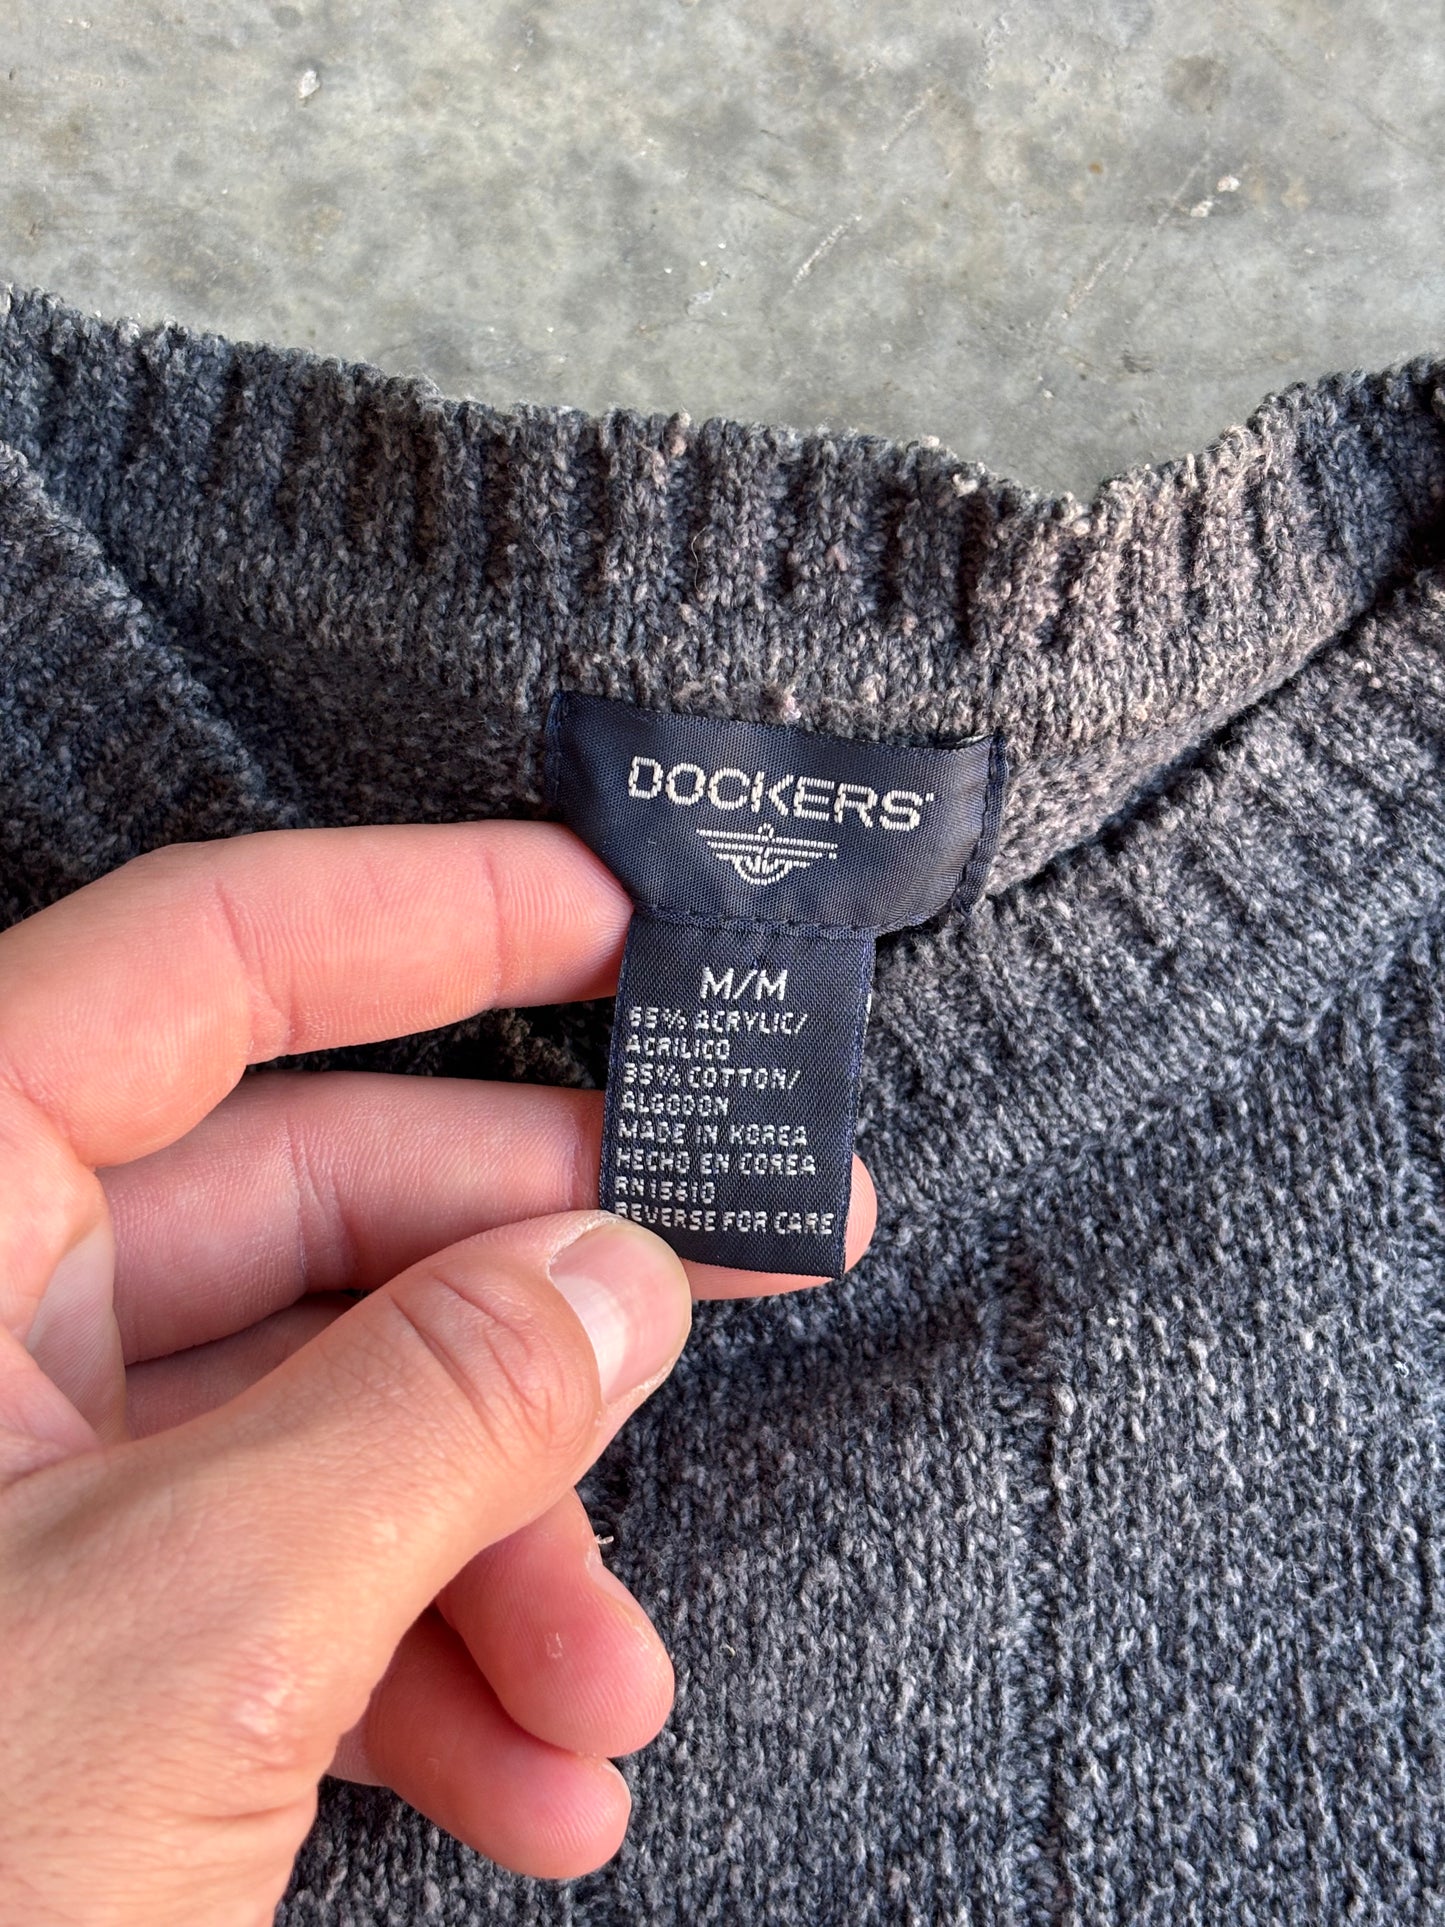 DOCKERS
M/M
65% ACRYLIC/
ACRILICO
35% COTTON/
ALGODON
MADE IN KOREA
HECHO EN COREA
RN15610
REVERSE FOR CARE